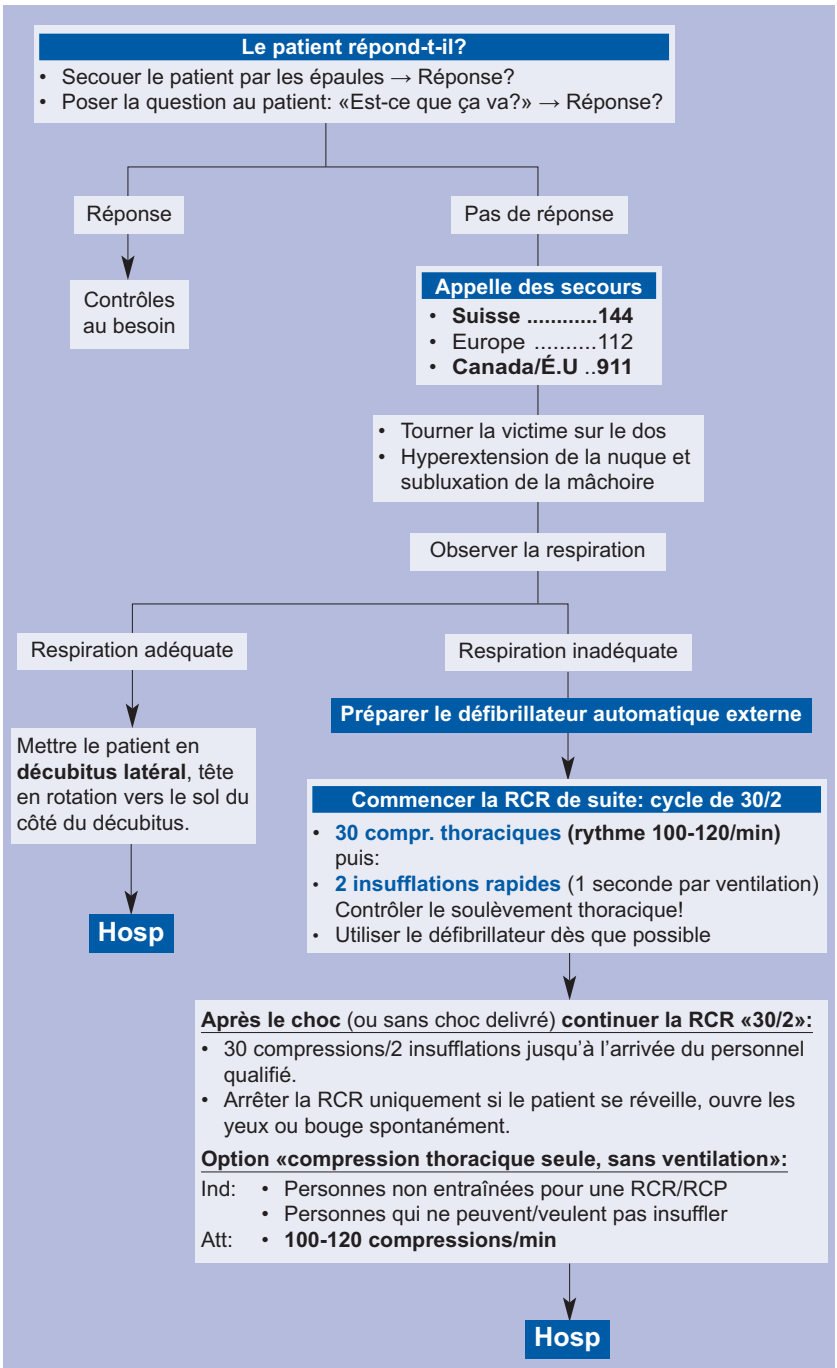 Le patient répond-t-il?
• Secouer le patient par les épaules → Réponse?
• Poser la question au patient: «Est-ce que ça va?» → Réponse?
Réponse
Pas de réponse
Contrôles
au besoin
Appelle des secours
• Suisse ............144
• Europe ..........112
• Canada/É.U ..911
• Tourner la victime sur le dos
• Hyperextension de la nuque et
subluxation de la mâchoire
Observer la respiration
Respiration adéquate
Respiration inadéquate
Mettre le patient en
décubitus latéral, tête
en rotation vers le sol du
côté du décubitus.
Hosp
Préparer le défibrillateur automatique externe
Commencer la RCR de suite: cycle de 30/2
• 30 compr. thoraciques (rythme 100-120/min)
puis:
• 2 insufflations rapides (1 seconde par ventilation)
Contrôler le soulèvement thoracique!
• Utiliser le défibrillateur dès que possible
Après le choc (ou sans choc delivré) continuer la RCR «30/2»:
• 30 compressions/2 insufflations jusqu'à l'arrivée du personnel
qualifié.
• Arrêter la RCR uniquement si le patient se réveille, ouvre les
yeux ou bouge spontanément.
Option «compression thoracique seule, sans ventilation»:
Ind: • Personnes non entraînées pour une RCR/RCP
• Personnes qui ne peuvent/veulent pas insuffler
Att: • 100-120 compressions/min
Hosp